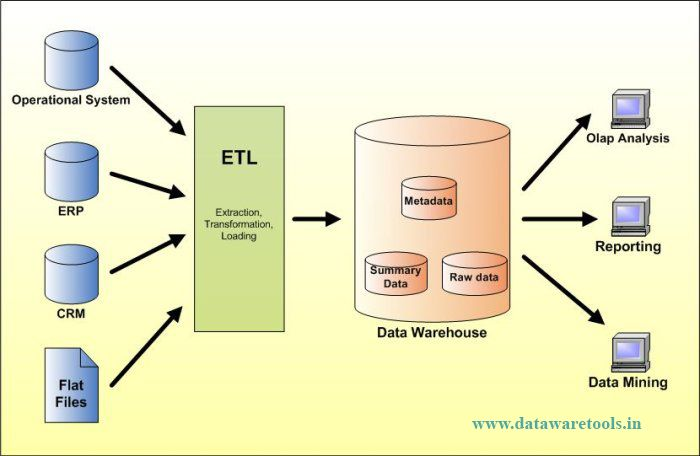 Operational System
ERP
CRM
Flat
Files
ETL
Extraction,
Transformation,
Loading
Metadata
Summary
Data
Raw data
Data Warehouse
Olap Analysis
Reporting
Data Mining
www.datawaretools.in